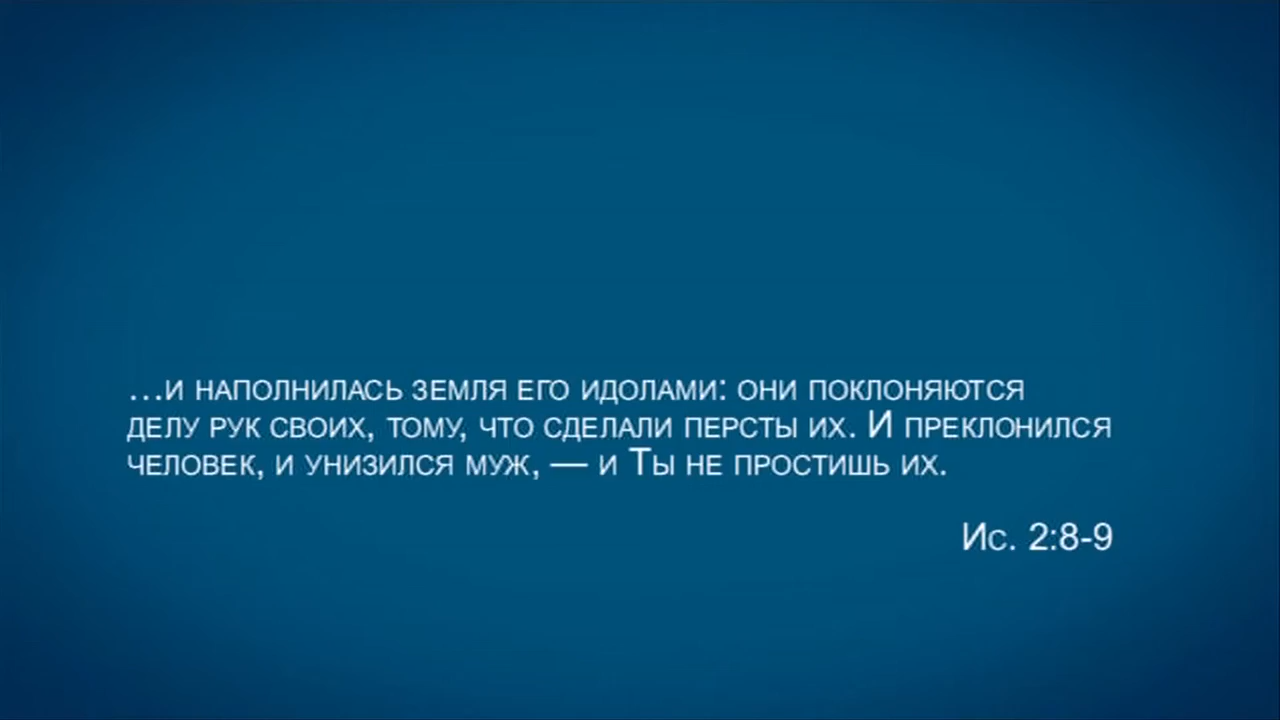 …и наполнилась земля его идолами: они поклоняются
делу рук своих, тому, что сделали персты их. И преклонился
человек, и унизился муж, — и Ты не простишь их.
Ис. 2:8-9